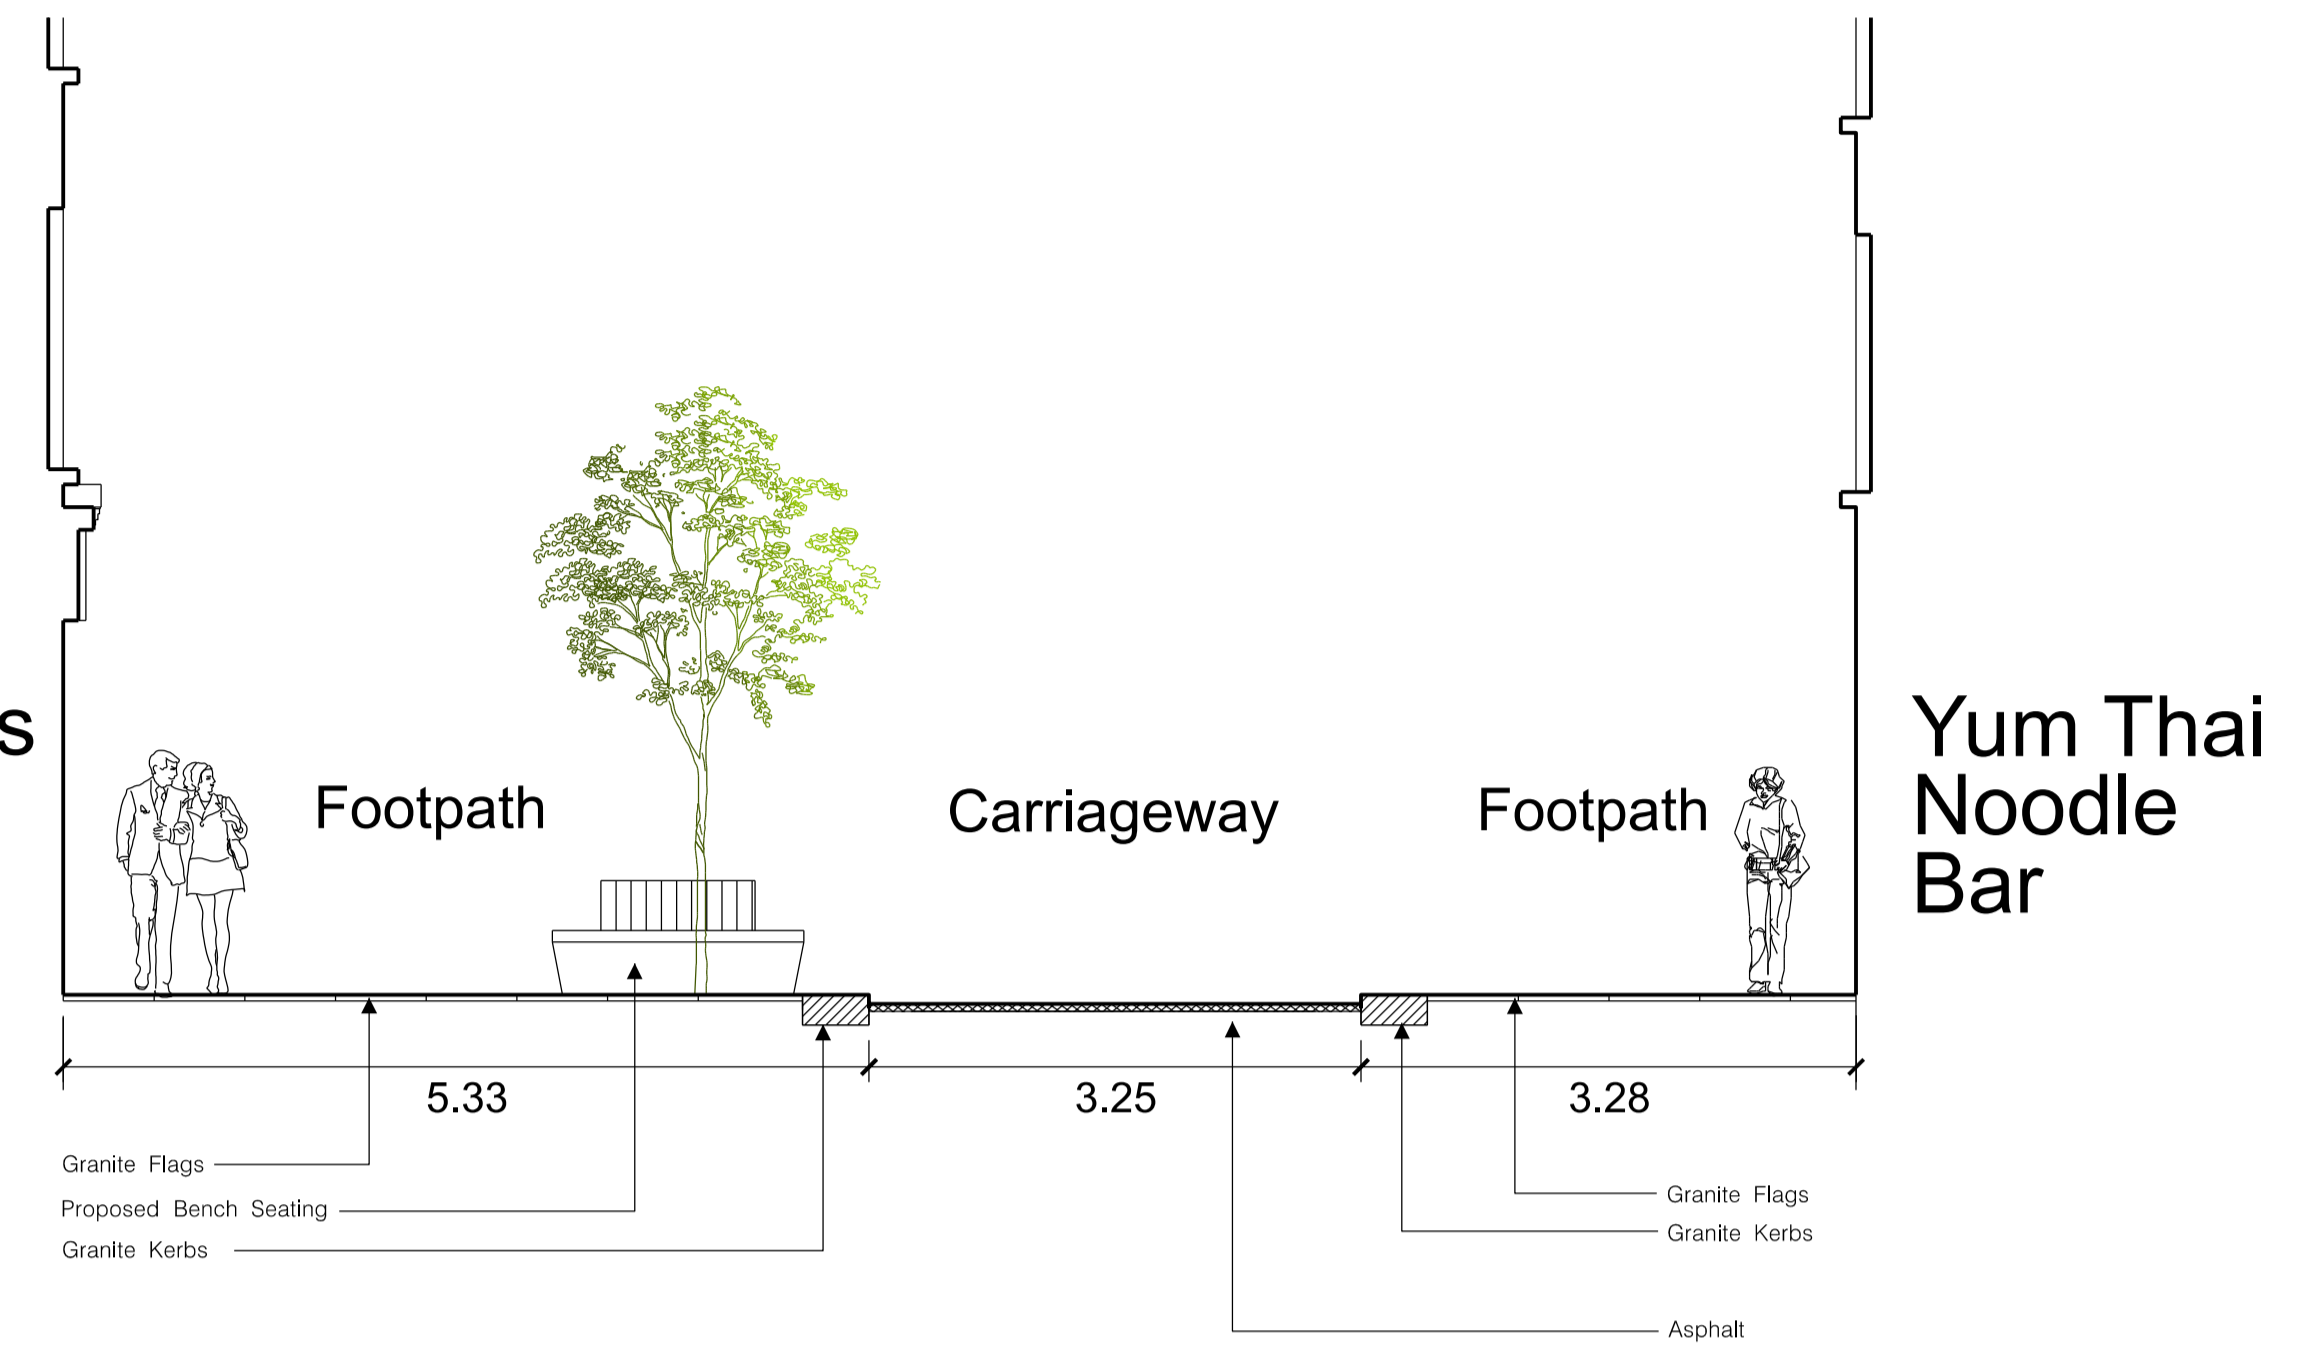 s
Yum Thai
Noodle
Bar
Footpath
Carriageway
Footpath
5.33
3.25
3.28
Granite Flags
Proposed Bench Seating
Granite Kerbs
Granite Flags
Granite Kerbs
Asphalt